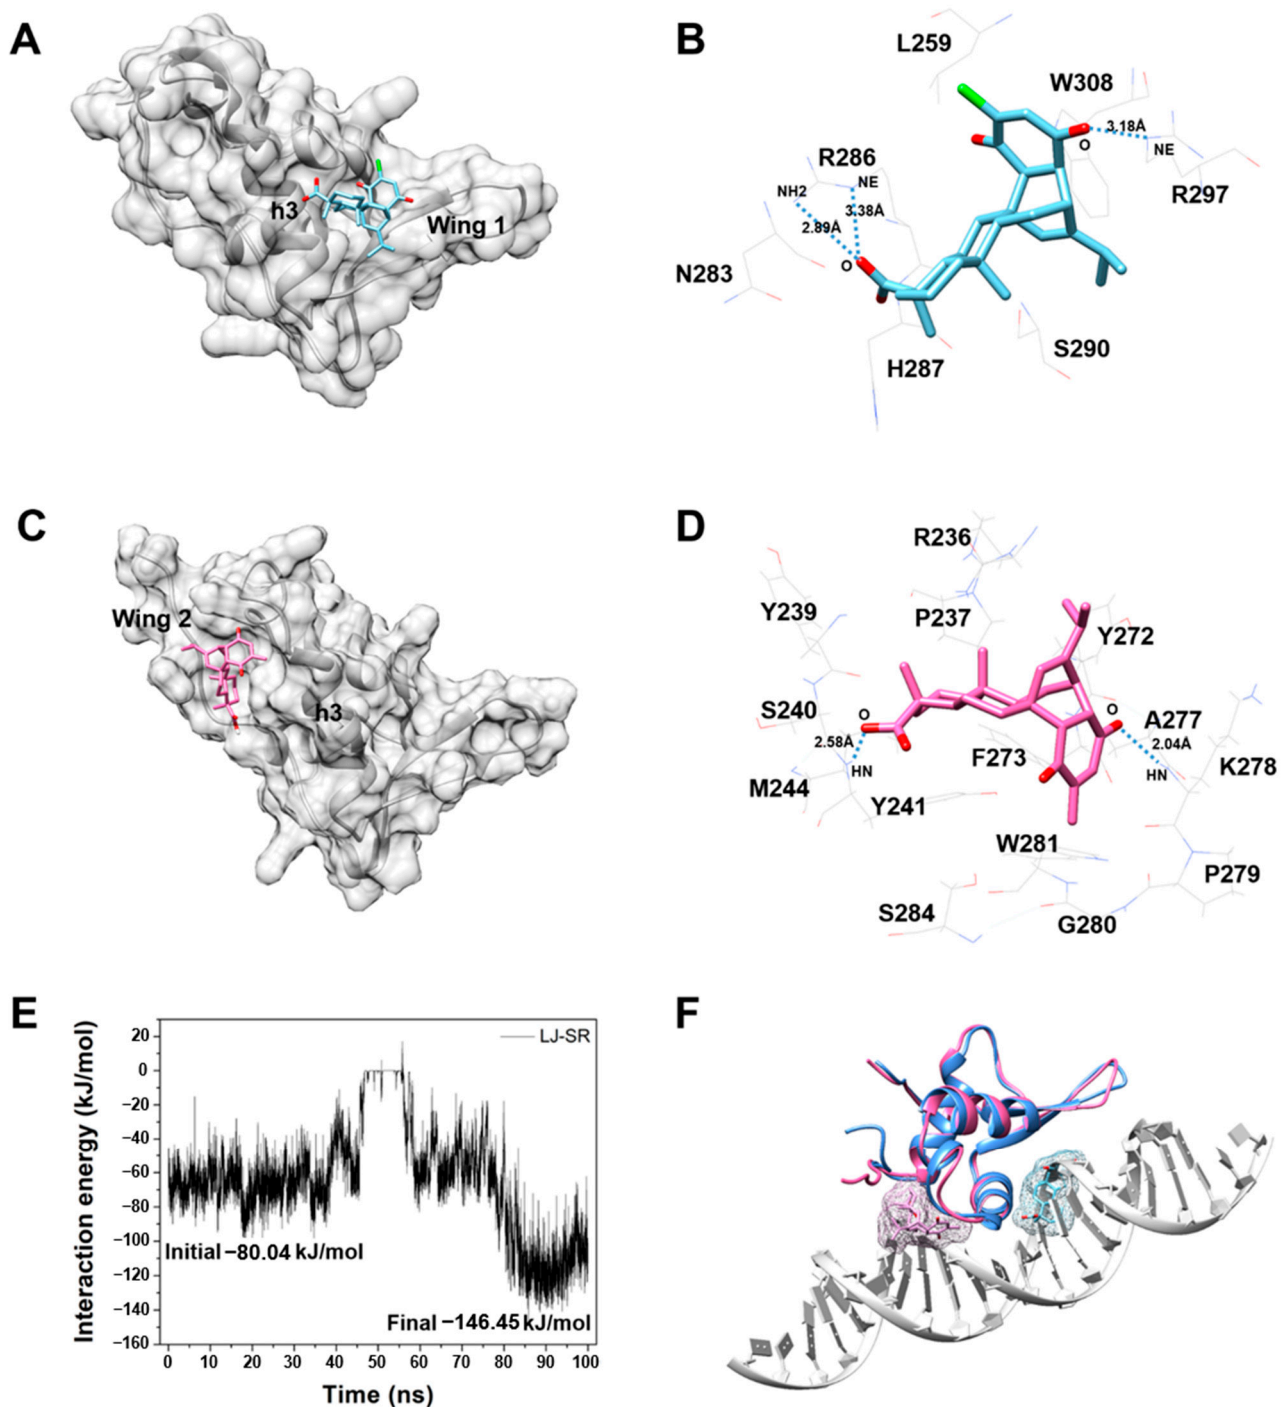 A
h3
Wing 1
B
L259
W308
3.18Å
O
NE
R297
R286
NH2
NE
3.38Å
2.89Å
O
N283
S290
H287
C
Wing 2
h3
D
R236
Y239
P237
Y272
S240
O
O
A277
2.58Å
2.04Å
F273
HN
HN
K278
M244
Y241
W281
P279
S284
G280
E
Interaction energy (kJ/mol)
20
0
−20
−40
−60
−80
−100
−120
−140
−160
LJ-SR
Initial −80.04 kJ/mol
Final −146.45 kJ/mol
0 10 20 30 40 50 60 70 80 90 100
Time (ns)
F